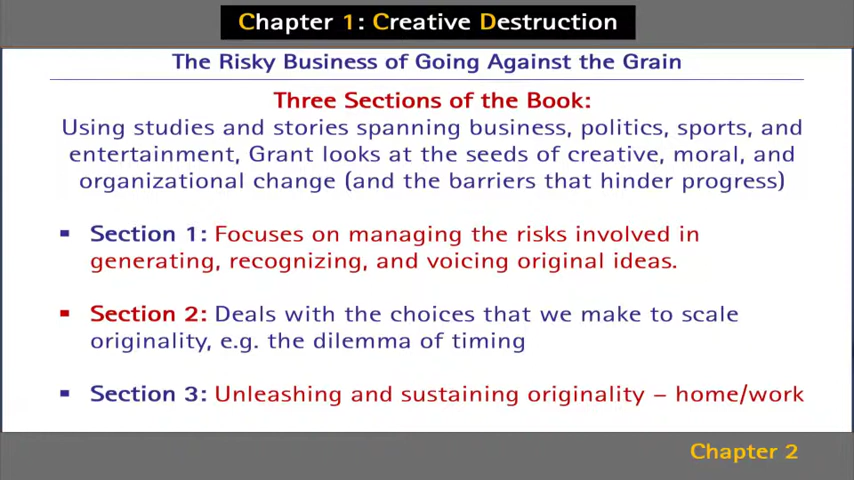 Chapter 1: Creative Destruction
The Risky Business of Going Against the Grain
Three Sections of the Book:
Using studies and stories spanning business, politics, sports, and
entertainment, Grant looks at the seeds of creative, moral, and
organizational change (and the barriers that hinder progress)
▪ Section 1: Focuses on managing the risks involved in
generating, recognizing, and voicing original ideas.
▪ Section 2: Deals with the choices that we make to scale
originality, e.g. the dilemma of timing
▪ Section 3: Unleashing and sustaining originality – home/work
Chapter 2